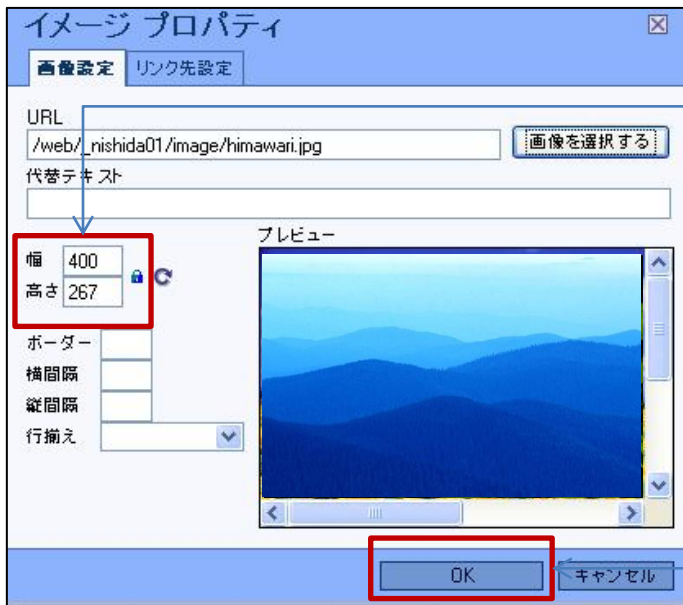 イメージ プロパティ
画像設定 リンク先設定
URL
/web/_nishida01/image/himawari.jpg 画像を選択する
代替テキスト
プレビュー
幅 400
高さ 267
ボーダー
横間隔
縦間隔
行揃え
OK キャンセル